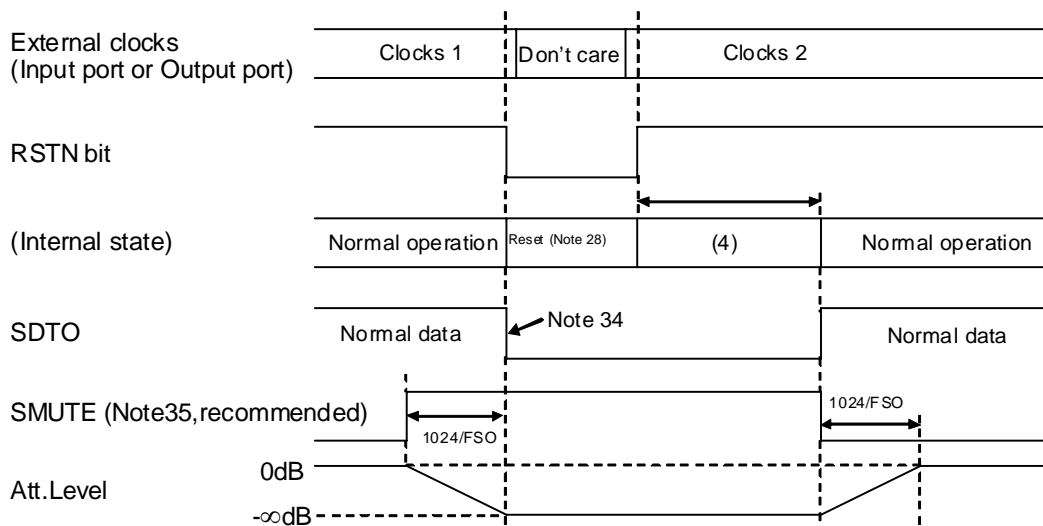 External clocks
(Input port or Output port)
Clocks 1
Don't care
Clocks 2
RSTN bit
(Internal state)
Normal operation
Reset (Note 28)
(4)
Normal operation
SDTO
Normal data
Note 34
Normal data
SMUTE (Note35,recommended)
1024/FSO
1024/FSO
Att.Level
0dB
-∞dB